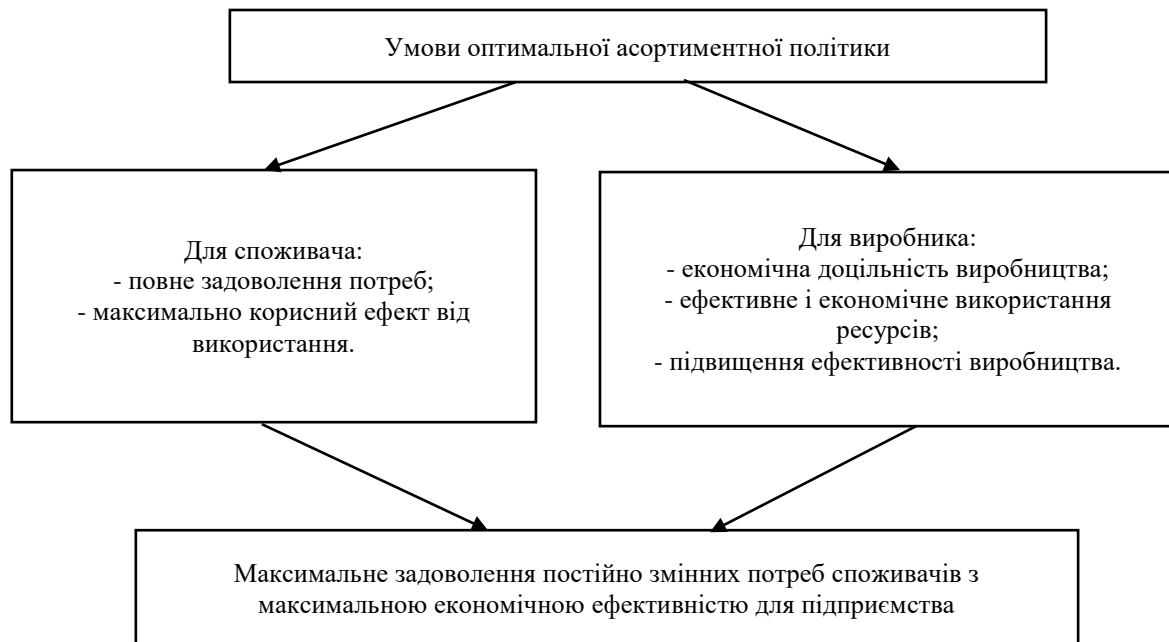 Умови оптимальної асортиментної політики
Для споживача:
- повне задоволення потреб;
- максимально корисний ефект від
використання.
Для виробника:
- економічна доцільність виробництва;
- ефективне і економічне використання
ресурсів;
- підвищення ефективності виробництва.
Максимальне задоволення постійно змінних потреб споживачів з
максимальною економічною ефективністю для підприємства